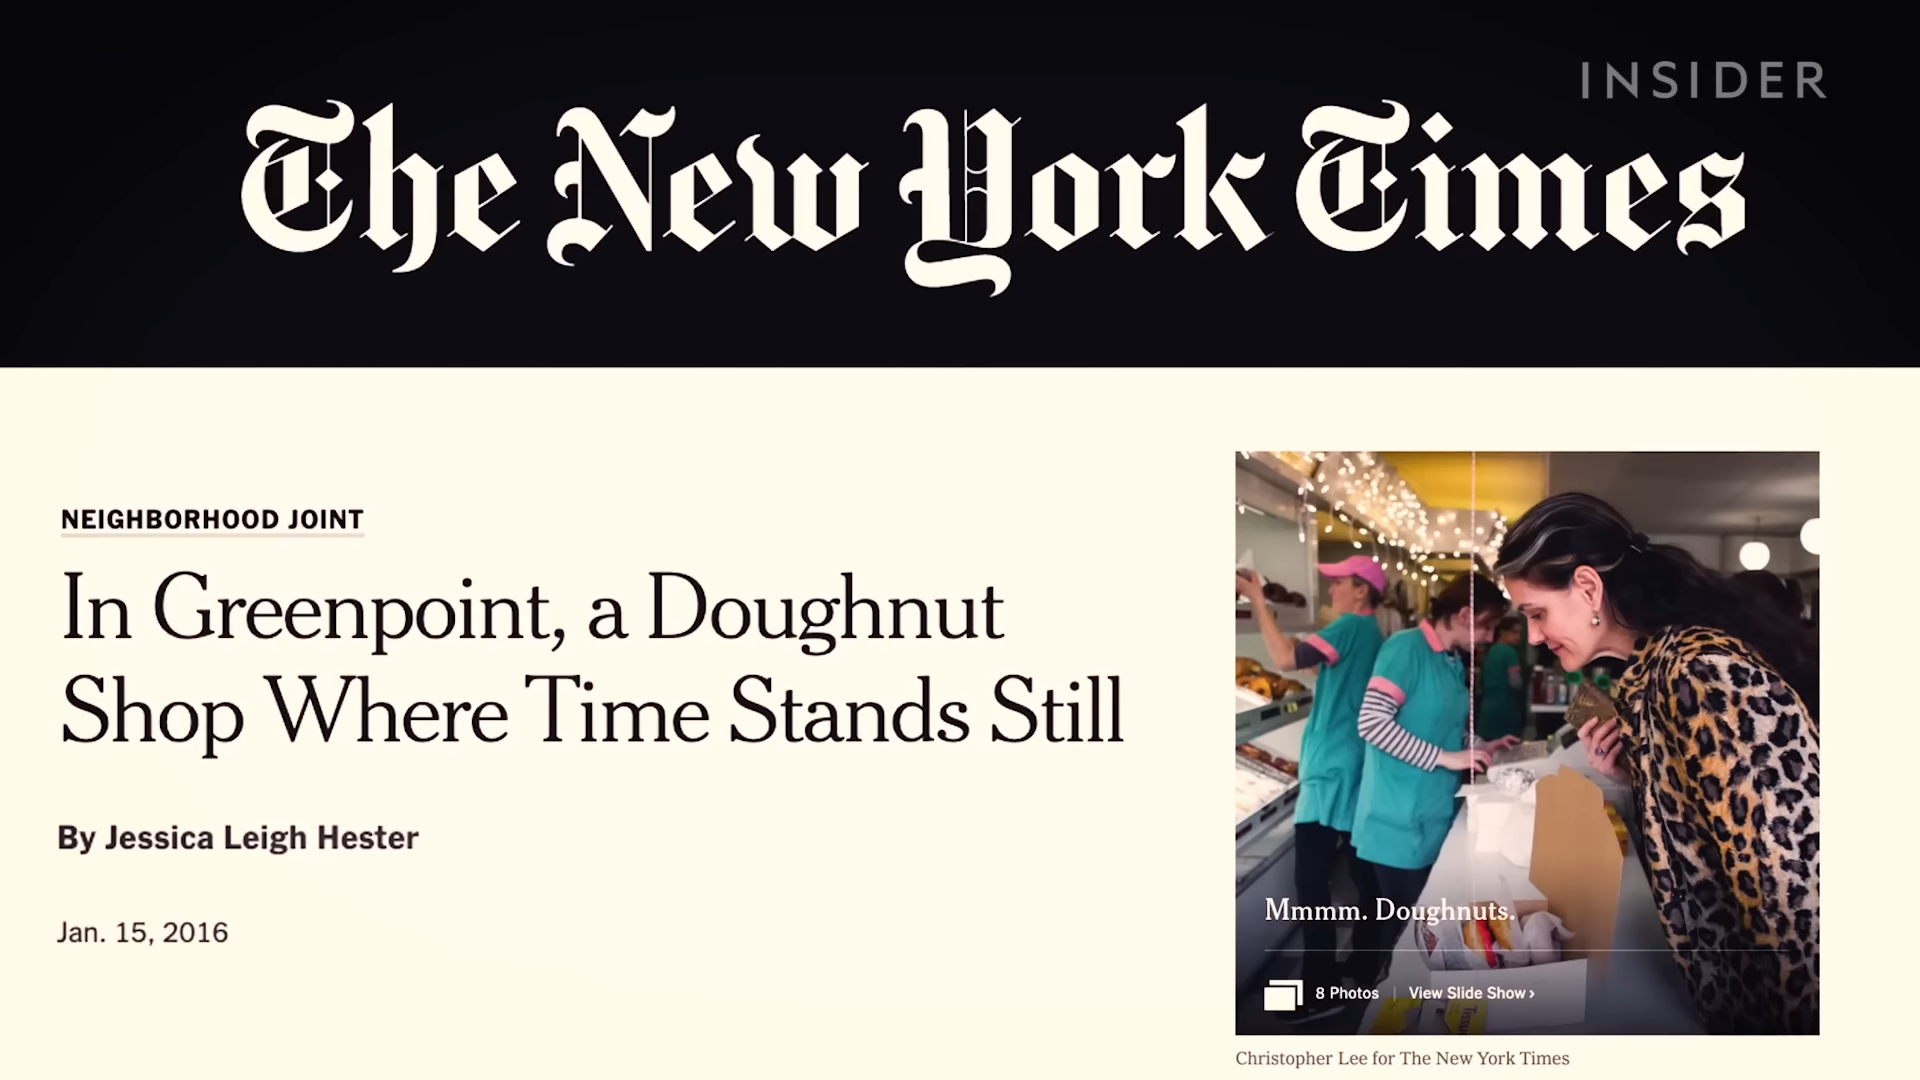 INSIDER
The New York Times
NEIGHBORHOOD JOINT
In Greenpoint, a Doughnut
Shop Where Time Stands Still
By Jessica Leigh Hester
Jan. 15, 2016
Mmmm. Doughnuts.
8 Photos | View Slide Show ›
Christopher Lee for The New York Times